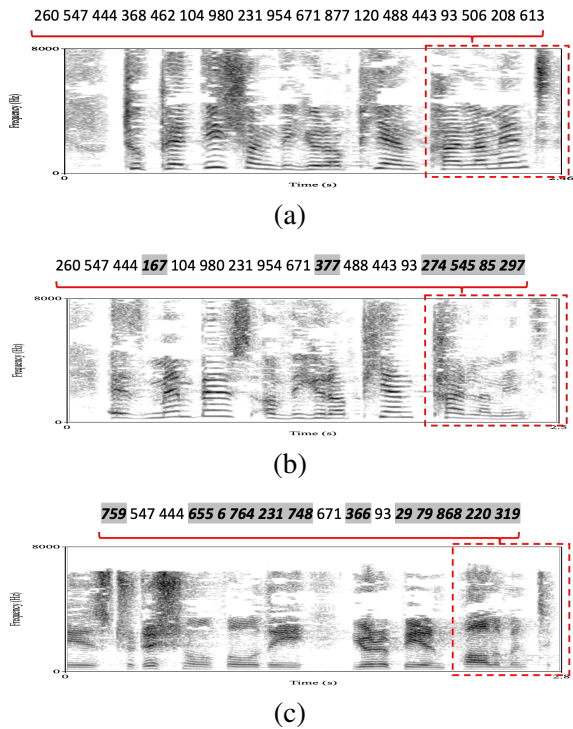 260 547 444 368 462 104 980 231 954 671 877 120 488 443 93 506 208 613
8000
Frequency (Hz)
0
0
Time (s)
(a)
260 547 444 167 104 980 231 954 671 377 488 443 93 274 545 85 297
8000
Frequency (Hz)
0
0
Time (s)
(b)
759 547 444 655 6 764 231 748 671 366 93 29 79 868 220 319
8000
Frequency (Hz)
0
0
Time (s)
(c)